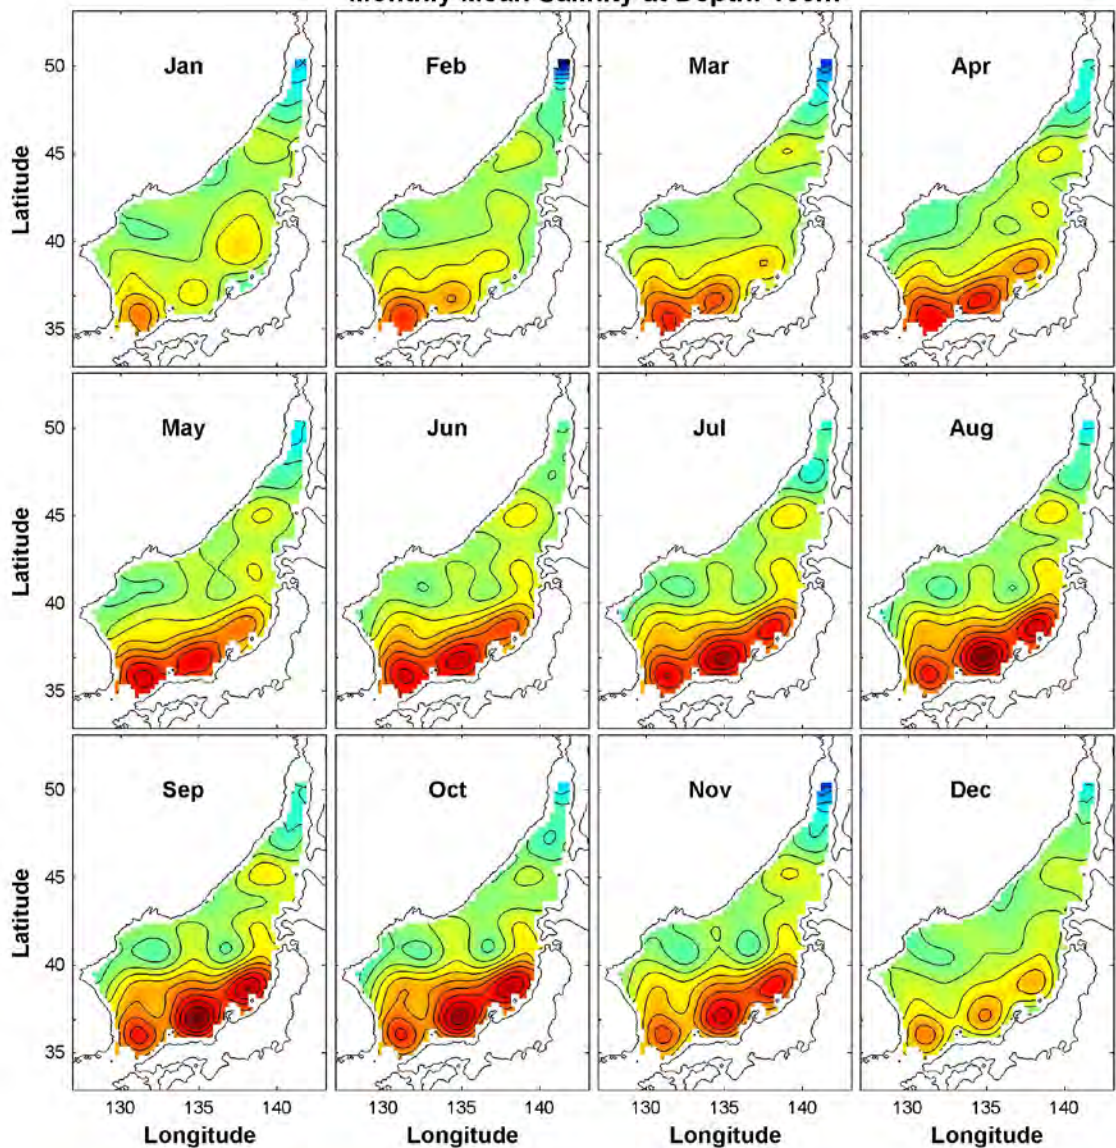 Monthly Mean Salinity at Depth:
Jan Feb Mar Apr
50
45
40
35
Latitude
May Jun Jul Aug
50
45
40
35
Latitude
Sep Oct Nov Dec
50
45
40
35
Latitude
130 135 140 130 135 140 130 135 140 130 135 140
Longitude Longitude Longitude Longitude